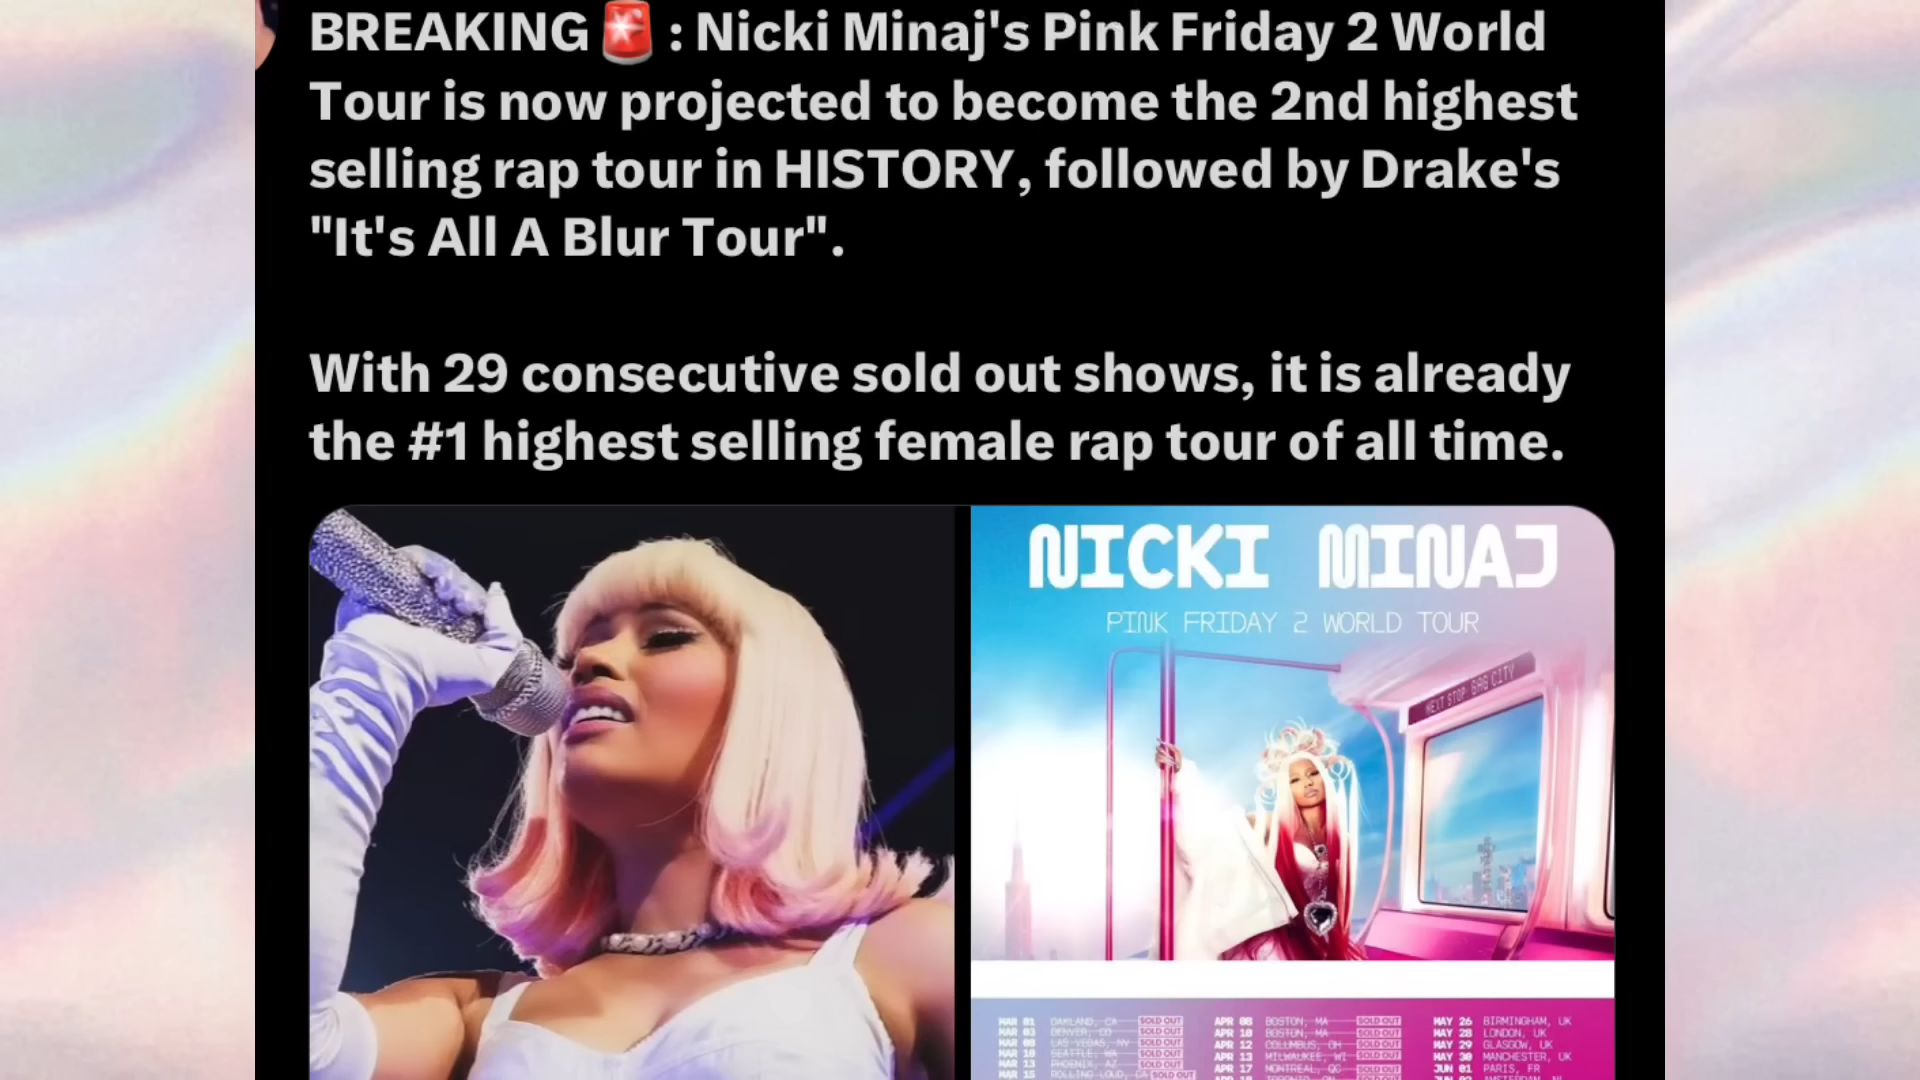 BREAKING🚨: Nicki Minaj's Pink Friday 2 World
Tour is now projected to become the 2nd highest
selling rap tour in HISTORY, followed by Drake's
"It's All A Blur Tour".
With 29 consecutive sold out shows, it is already
the #1 highest selling female rap tour of all time.
NICKI MINAJ
PINK FRIDAY 2 WORLD TOUR
NEXT STOP: GAG CITY
MAR 01 OAKLAND, CA SOLD OUT
MAR 03 DENVER, CO SOLD OUT
MAR 08 LAS VEGAS, NV SOLD OUT
MAR 10 SEATTLE, WA SOLD OUT
MAR 13 PHOENIX, AZ SOLD OUT
MAR 15 ROLLING LOUD, CA SOLD OUT
APR 08 BOSTON, MA SOLD OUT
APR 10 BOSTON, MA SOLD OUT
APR 12 COLUMBUS, OH SOLD OUT
APR 13 MILWAUKEE, WI SOLD OUT
APR 17 MONTREAL, QC SOLD OUT
MAY 26 BIRMINGHAM, UK
MAY 28 LONDON, UK
MAY 29 GLASGOW, UK
MAY 30 MANCHESTER, UK
JUN 01 PARIS, FR